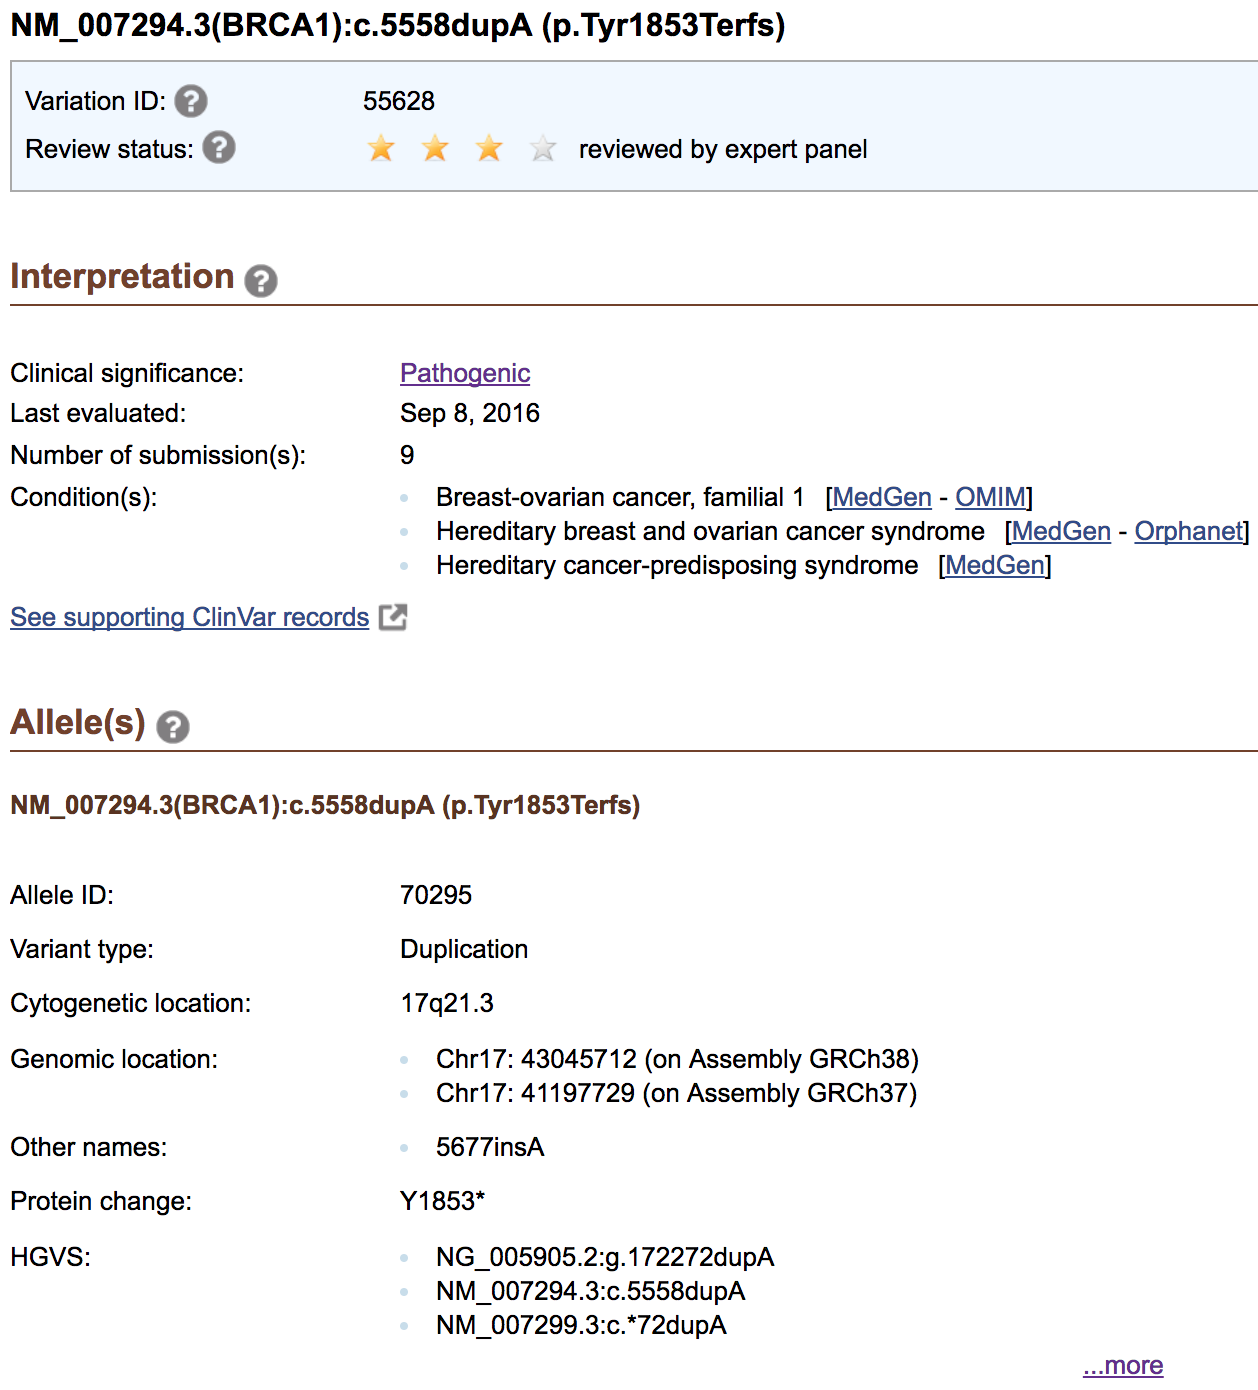 NM_007294.3(BRCA1):c.5558dupA (p.Tyr1853Terfs)
Variation ID: ? 55628
Review status: ? reviewed by expert panel
Interpretation ?
Clinical significance: Pathogenic
Last evaluated: Sep 8, 2016
Number of submission(s): 9
Condition(s): Breast-ovarian cancer, familial 1 [MedGen - OMIM]
Hereditary breast and ovarian cancer syndrome [MedGen - Orphanet]
Hereditary cancer-predisposing syndrome [MedGen]
See supporting ClinVar records
Allele(s) ?
NM_007294.3(BRCA1):c.5558dupA (p.Tyr1853Terfs)
Allele ID: 70295
Variant type: Duplication
Cytogenetic location: 17q21.3
Genomic location: Chr17: 43045712 (on Assembly GRCh38)
Chr17: 41197729 (on Assembly GRCh37)
Other names: 5677insA
Protein change: Y1853*
HGVS: NG_005905.2:g.172272dupA
NM_007294.3:c.5558dupA
NM_007299.3:c.*72dupA
...more